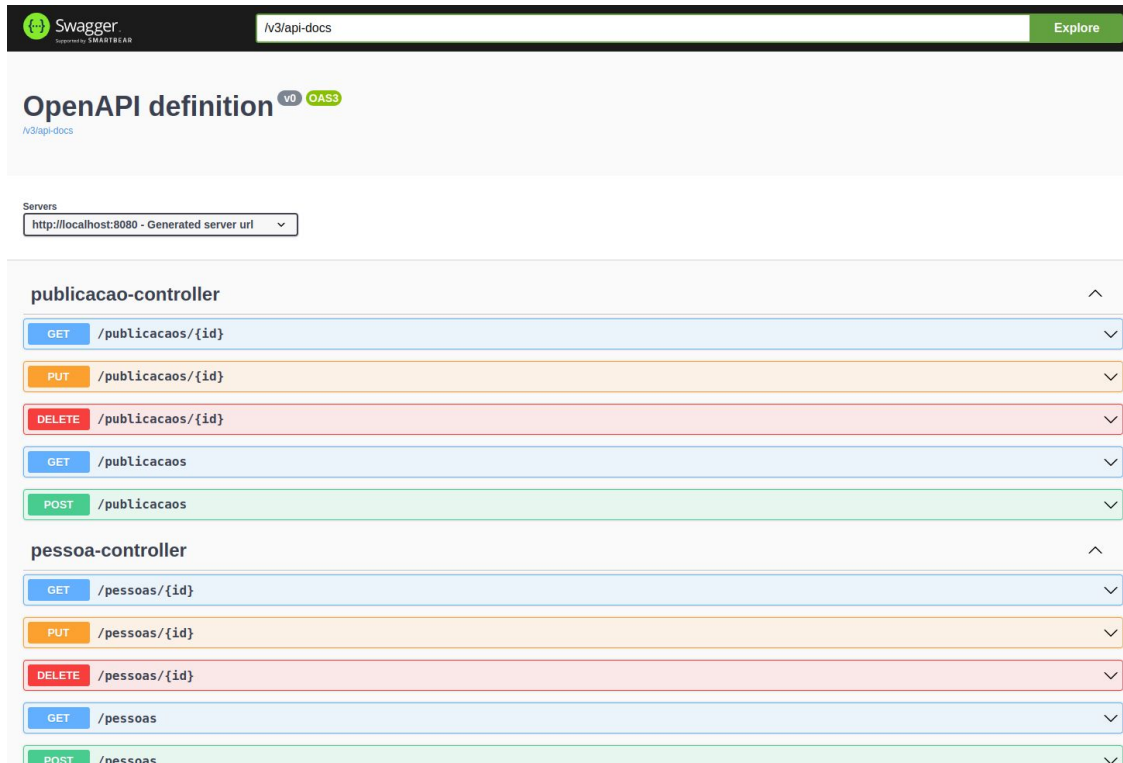 Swagger.
Supported by SMARTBEAR
/v3/api-docs
Explore
OpenAPI definition v0 OAS3
/v3/api-docs
Servers
http://localhost:8080 - Generated server url
publicacao-controller
GET /publicacaos/{id}
PUT /publicacaos/{id}
DELETE /publicacaos/{id}
GET /publicacaos
POST /publicacaos
pessoa-controller
GET /pessoas/{id}
PUT /pessoas/{id}
DELETE /pessoas/{id}
GET /pessoas
POST /pessoas